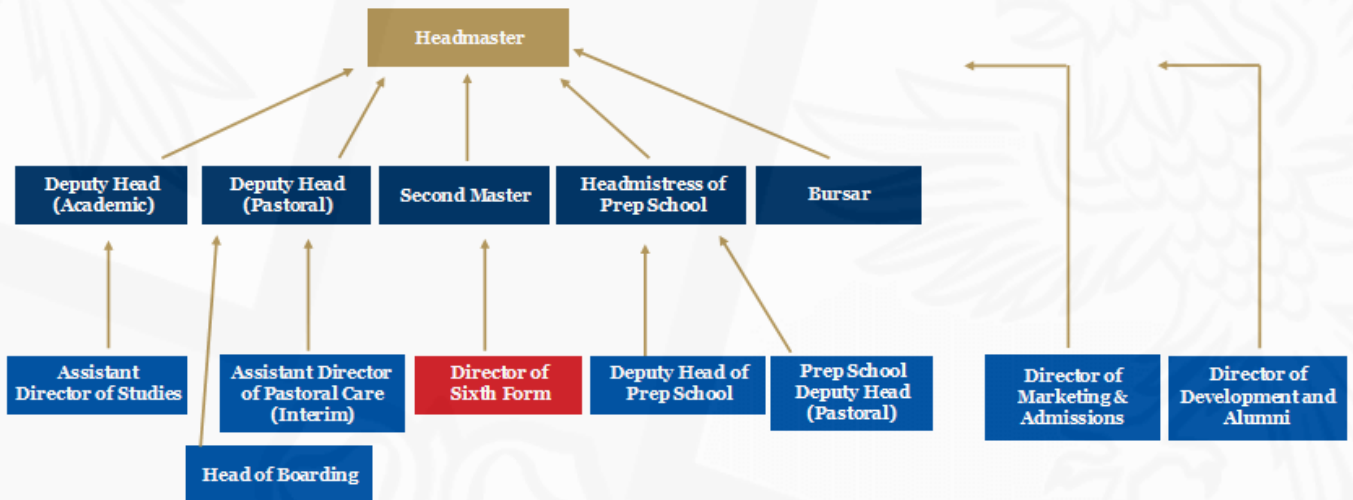 Headmaster
Deputy Head
(Academic)
Deputy Head
(Pastoral)
Second Master
Headmistress of
Prep School
Bursar
Assistant
Director of Studies
Assistant Director
of Pastoral Care
(Interim)
Director of
Sixth Form
Deputy Head of
Prep School
Prep School
Deputy Head
(Pastoral)
Director of
Marketing &
Admissions
Director of
Development and
Alumni
Head of Boarding